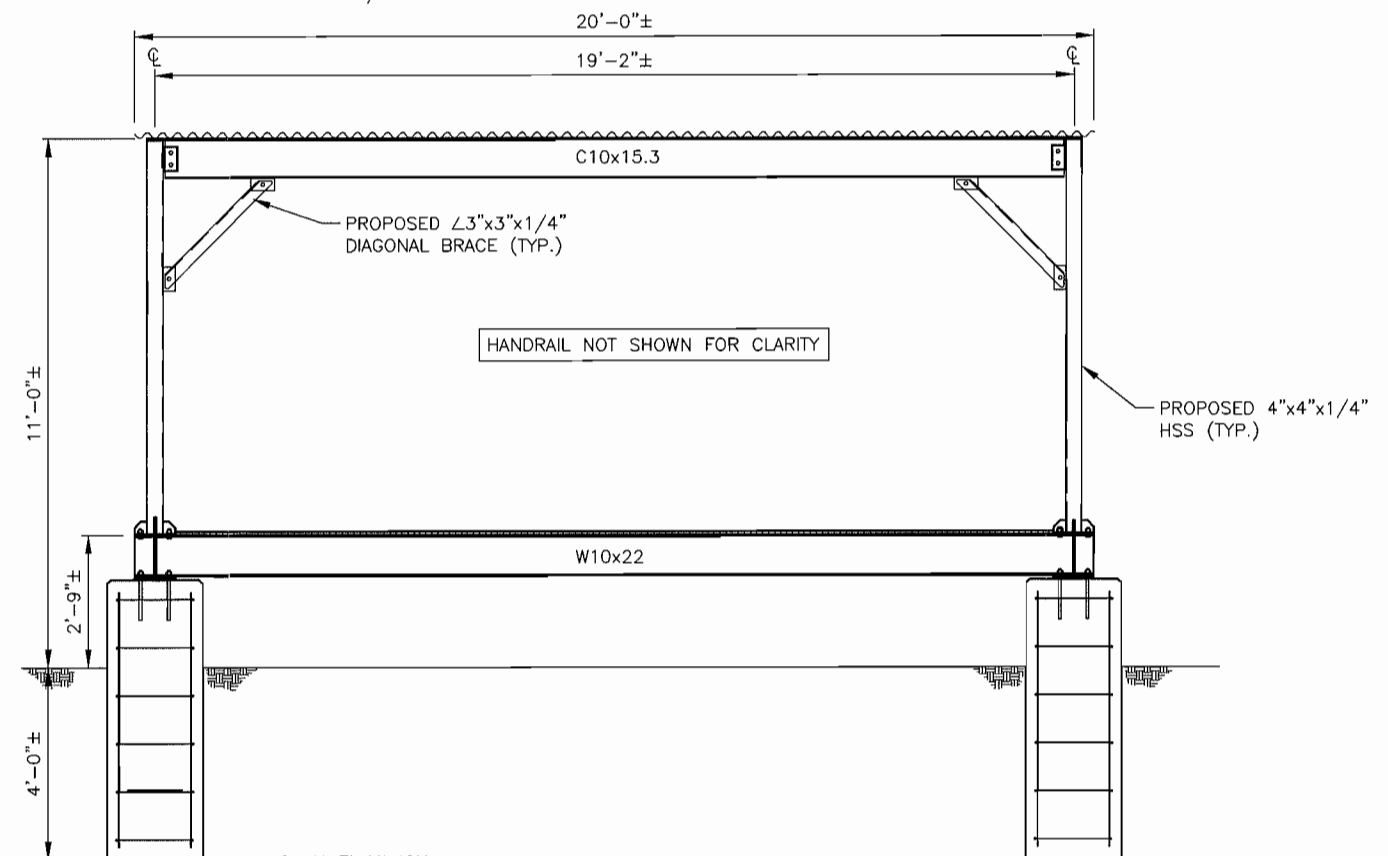 20'-0"±
℄
19'-2"±
℄
C10x15.3
PROPOSED ∠3"x3"x1/4"
DIAGONAL BRACE (TYP.)
HANDRAIL NOT SHOWN FOR CLARITY
11'-0"±
PROPOSED 4"x4"x1/4"
HSS (TYP.)
W10x22
2'-9"±
4'-0"±